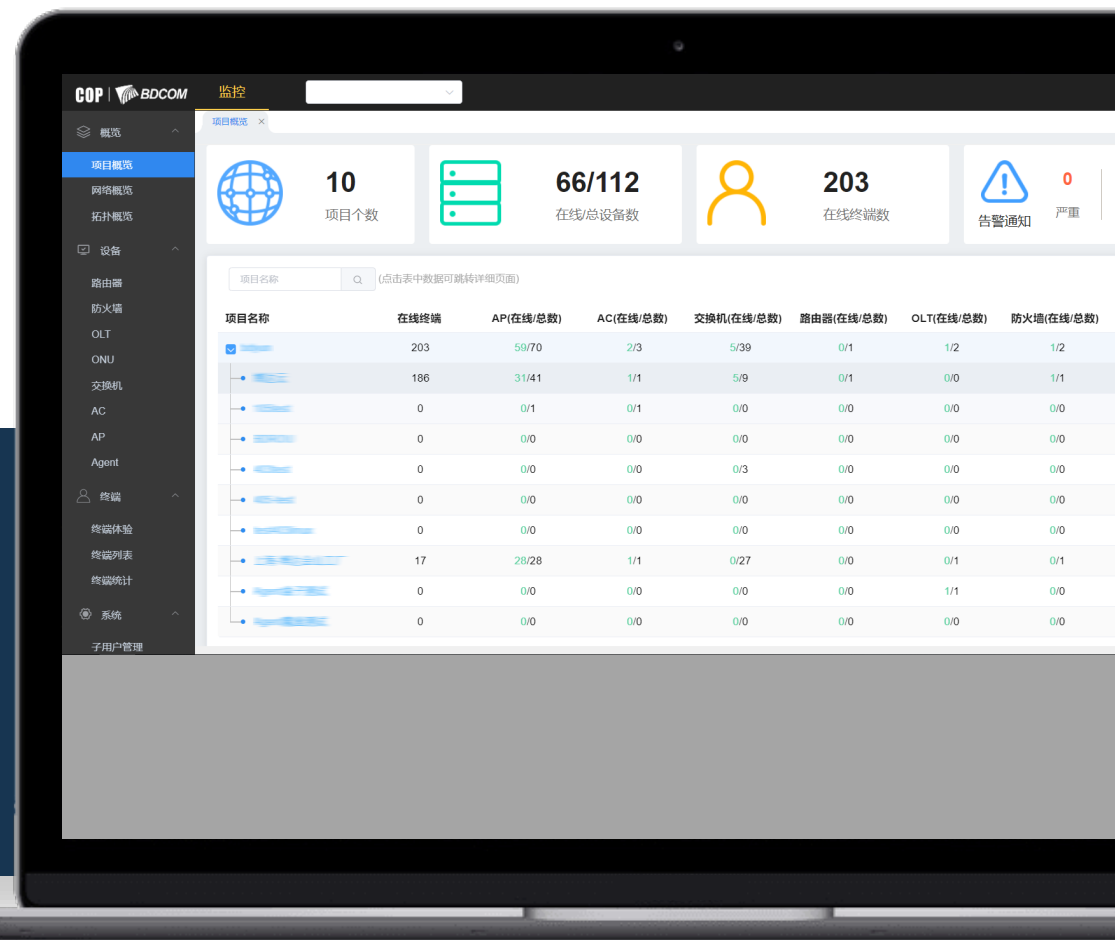 COP BDCOM 监控
概览
项目概览
网络概览
拓扑概览
设备
路由器
防火墙
OLT
ONU
交换机
AC
AP
Agent
终端
终端体验
终端列表
终端统计
系统
子用户管理
项目概览 ×
10
项目个数
66/112
在线/总设备数
203
在线终端数
告警通知
0
严重
项目名称 (点击表中数据可跳转详细页面)
项目名称 在线终端 AP(在线/总数) AC(在线/总数) 交换机(在线/总数) 路由器(在线/总数) OLT(在线/总数) 防火墙(在线/总数)
203 59/70 2/3 5/39 0/1 1/2 1/2
186 31/41 1/1 5/9 0/1 0/0 1/1
0 0/1 0/1 0/0 0/0 0/0 0/0
0 0/0 0/0 0/0 0/0 0/0 0/0
0 0/0 0/0 0/3 0/0 0/0 0/0
0 0/0 0/0 0/0 0/0 0/0 0/0
0 0/0 0/0 0/0 0/0 0/0 0/0
17 28/28 1/1 0/27 0/0 0/1 0/1
0 0/0 0/0 0/0 0/0 1/1 0/0
0 0/0 0/0 0/0 0/0 0/0 0/0